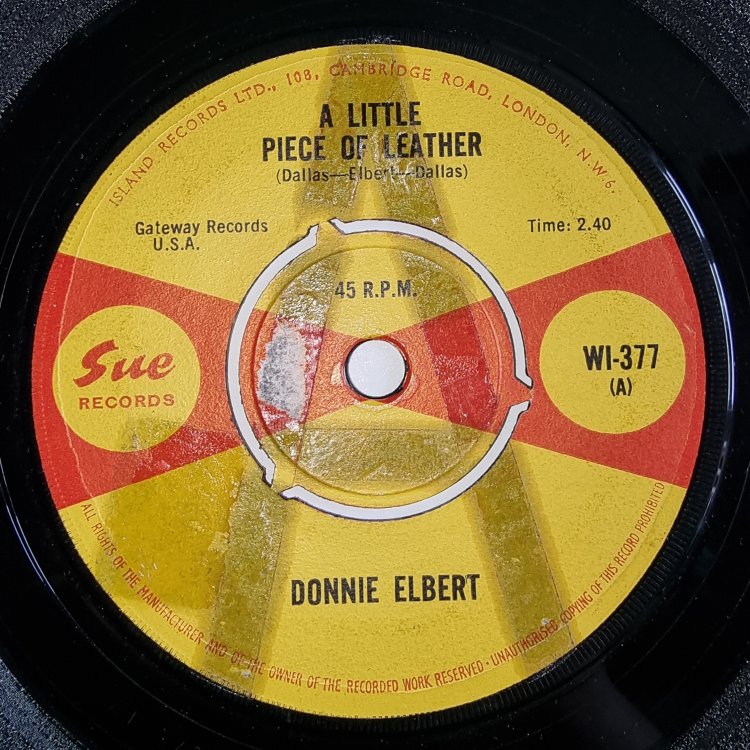 ISLAND RECORDS LTD., 108, CAMBRIDGE ROAD, LONDON, N.W.6.
A LITTLE
PIECE OF LEATHER
(Dallas—Elbert—Dallas)
Gateway Records
U.S.A.
Time: 2.40
45 R.P.M.
Sue
RECORDS
WI-377
(A)
A
DONNIE ELBERT
ALL RIGHTS OF THE MANUFACTURER AND OF THE OWNER OF THE RECORDED WORK RESERVED · UNAUTHORISED COPYING OF THIS RECORD PROHIBITED